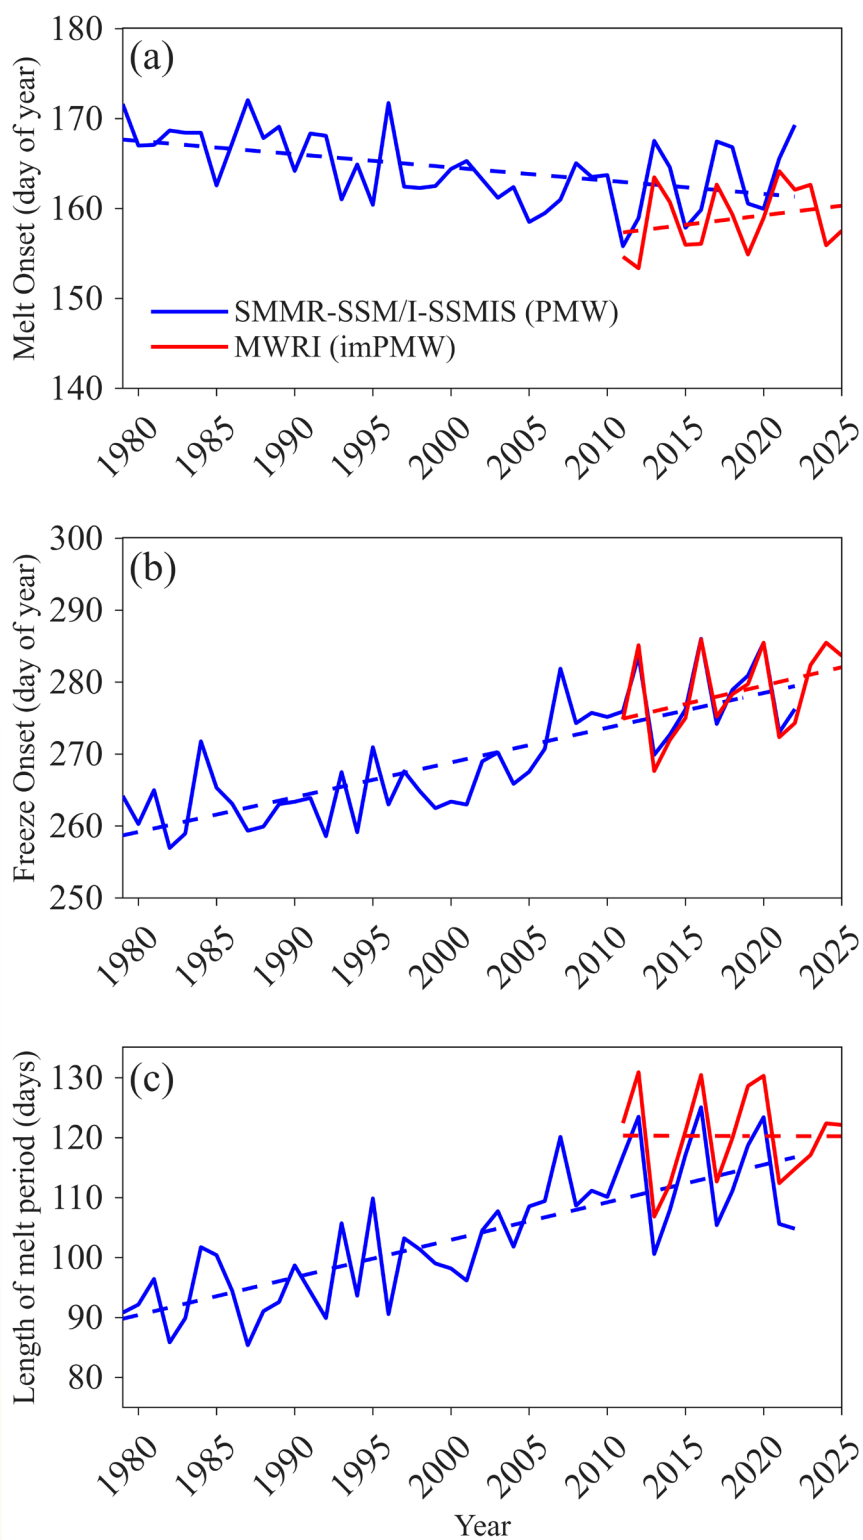 (a)
Melt Onset (day of year)
180
170
160
150
140
SMMR-SSM/I-SSMIS (PMW)
MWRI (imPMW)
1980 1985 1990 1995 2000 2005 2010 2015 2020 2025
(b)
Freeze Onset (day of year)
300
290
280
270
260
250
1980 1985 1990 1995 2000 2005 2010 2015 2020 2025
(c)
Length of melt period (days)
130
120
110
100
90
80
1980 1985 1990 1995 2000 2005 2010 2015 2020 2025
Year